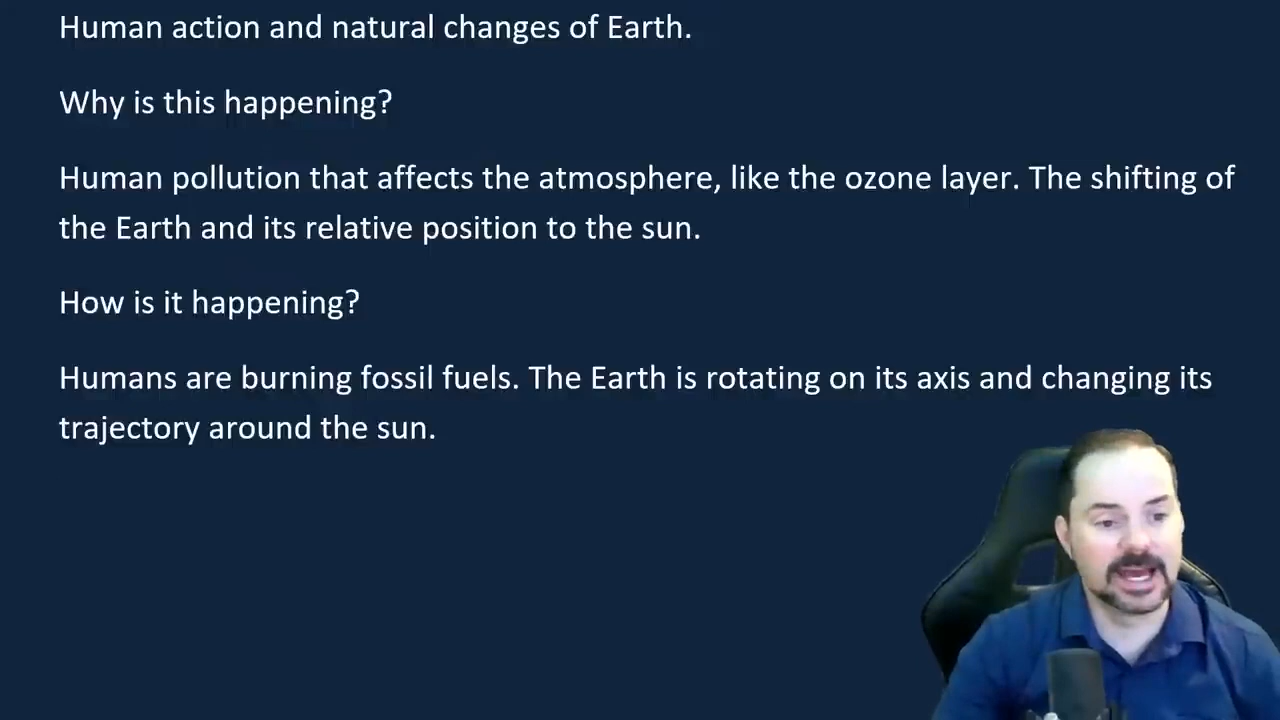 Human action and natural changes of Earth.
Why is this happening?
Human pollution that affects the atmosphere, like the ozone layer. The shifting of
the Earth and its relative position to the sun.
How is it happening?
Humans are burning fossil fuels. The Earth is rotating on its axis and changing its
trajectory around the sun.